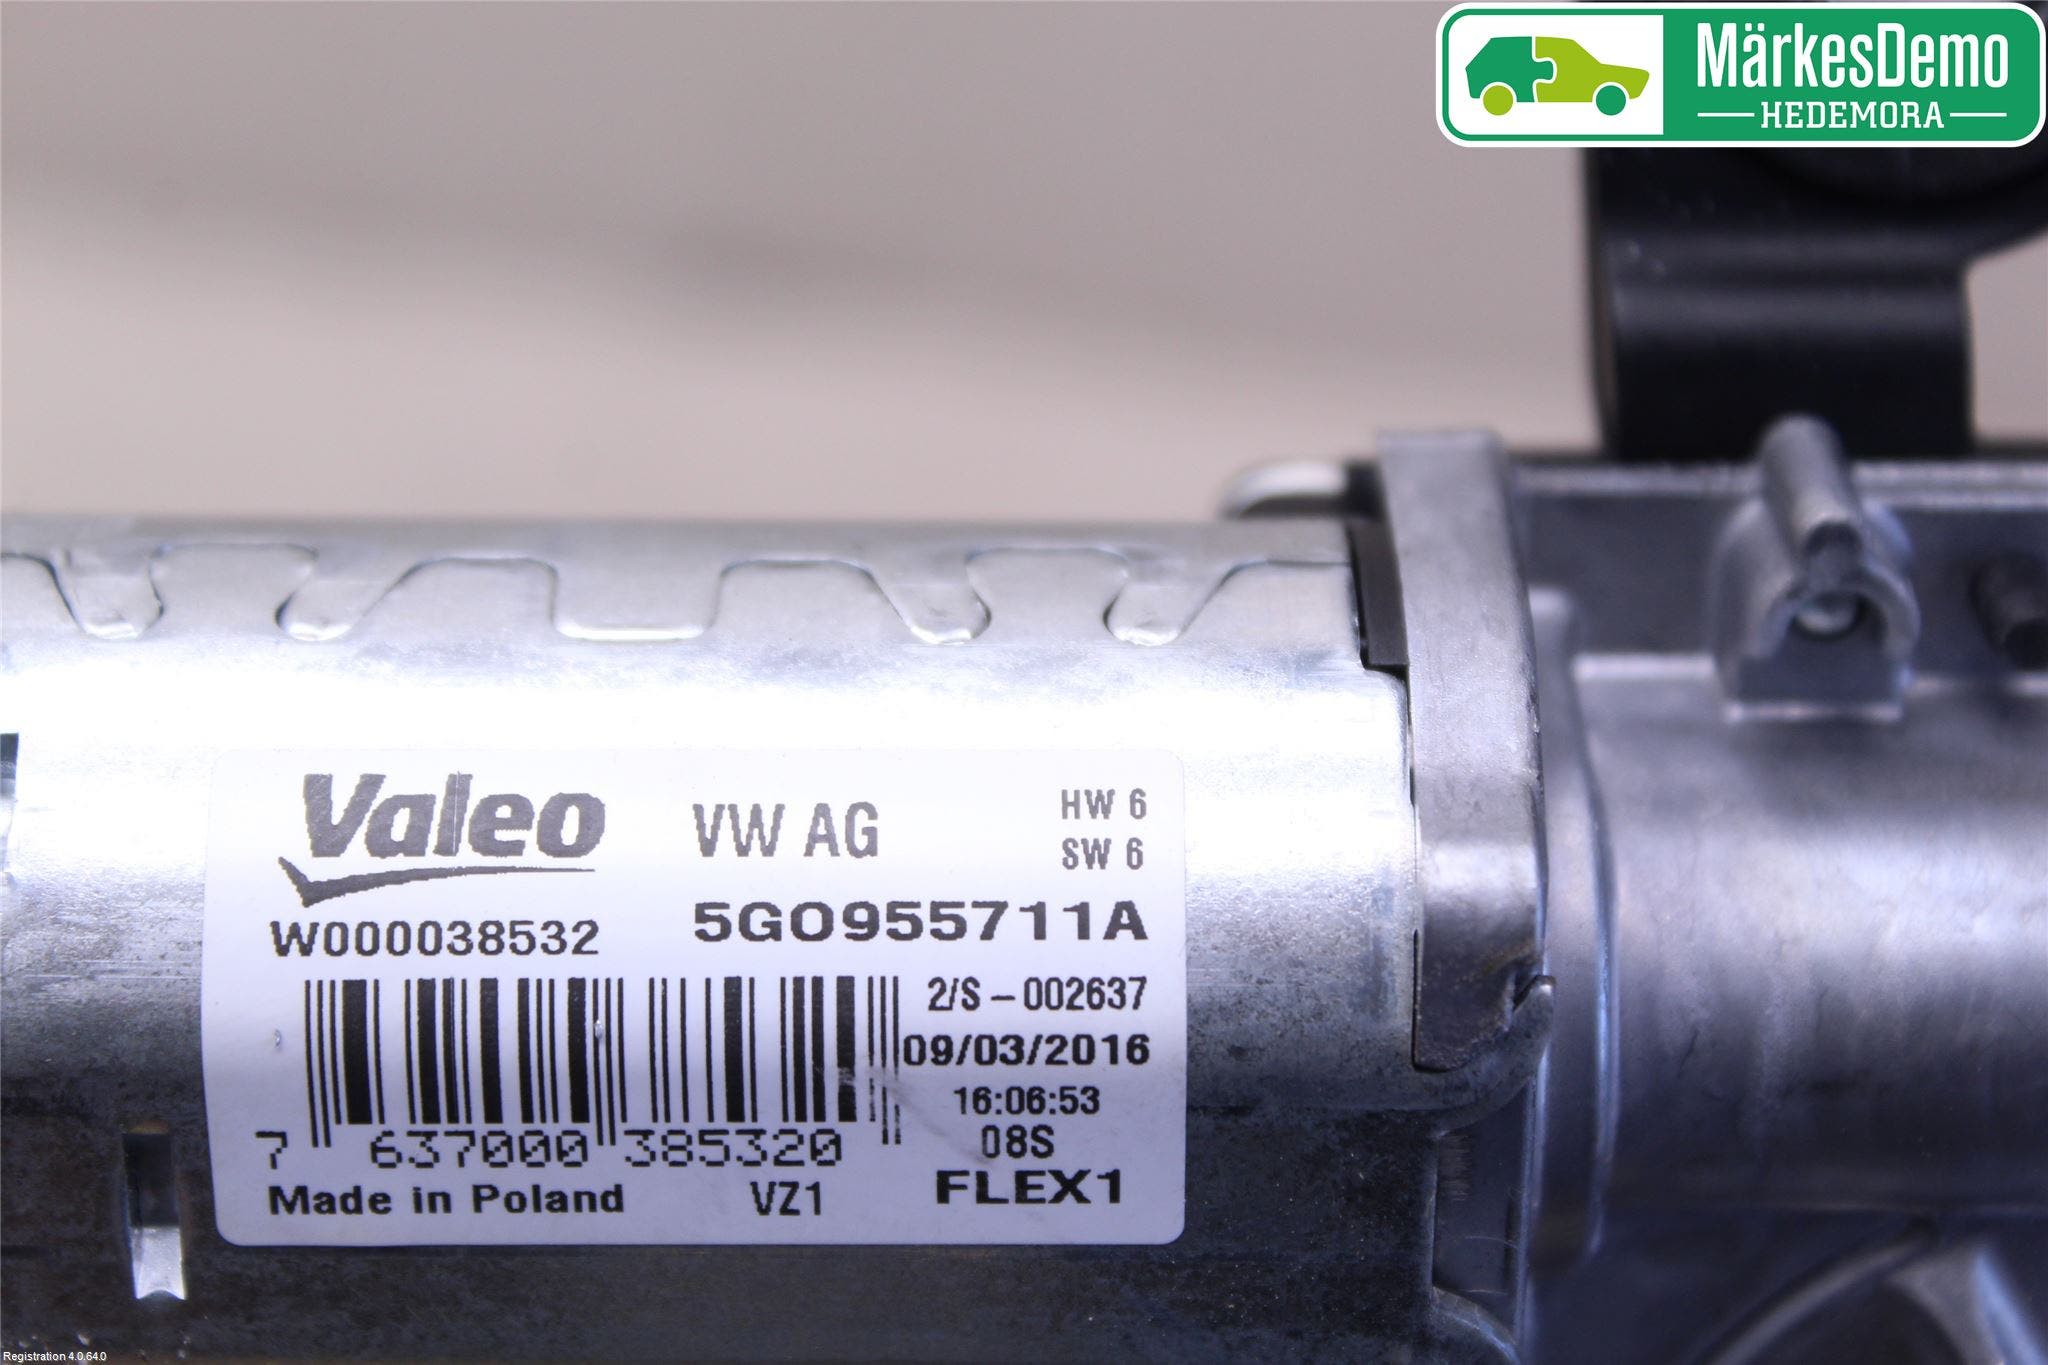 MärkesDemo
HEDEMORA
Valeo
VW AG
HW 6
SW 6
W000038532
5G0955711A
2/S - 002637
09/03/2016
16:06:53
08S
7 637000 385320
Made in Poland
VZ1
FLEX1
Registration 4.0.64.0